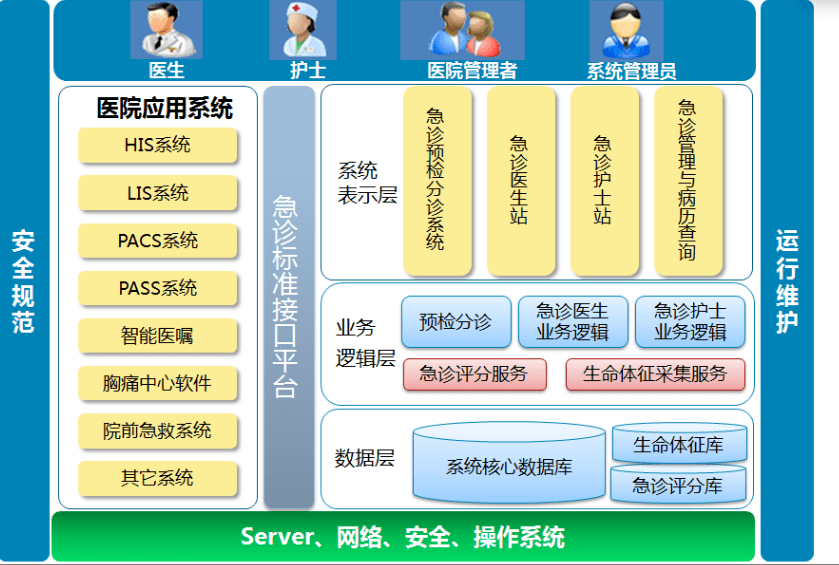 医生
护士
医院管理者
系统管理员
安全规范
医院应用系统
HIS系统
LIS系统
PACS系统
PASS系统
智能医嘱
胸痛中心软件
院前急救系统
其它系统
急诊标准接口平台
系统
表示层
急诊预检分诊系统
急诊医生站
急诊护士站
急诊管理与病历查询
业务
逻辑层
预检分诊
急诊医生
业务逻辑
急诊护士
业务逻辑
急诊评分服务
生命体征采集服务
数据层
系统核心数据库
生命体征库
急诊评分库
运行维护
Server、网络、安全、操作系统